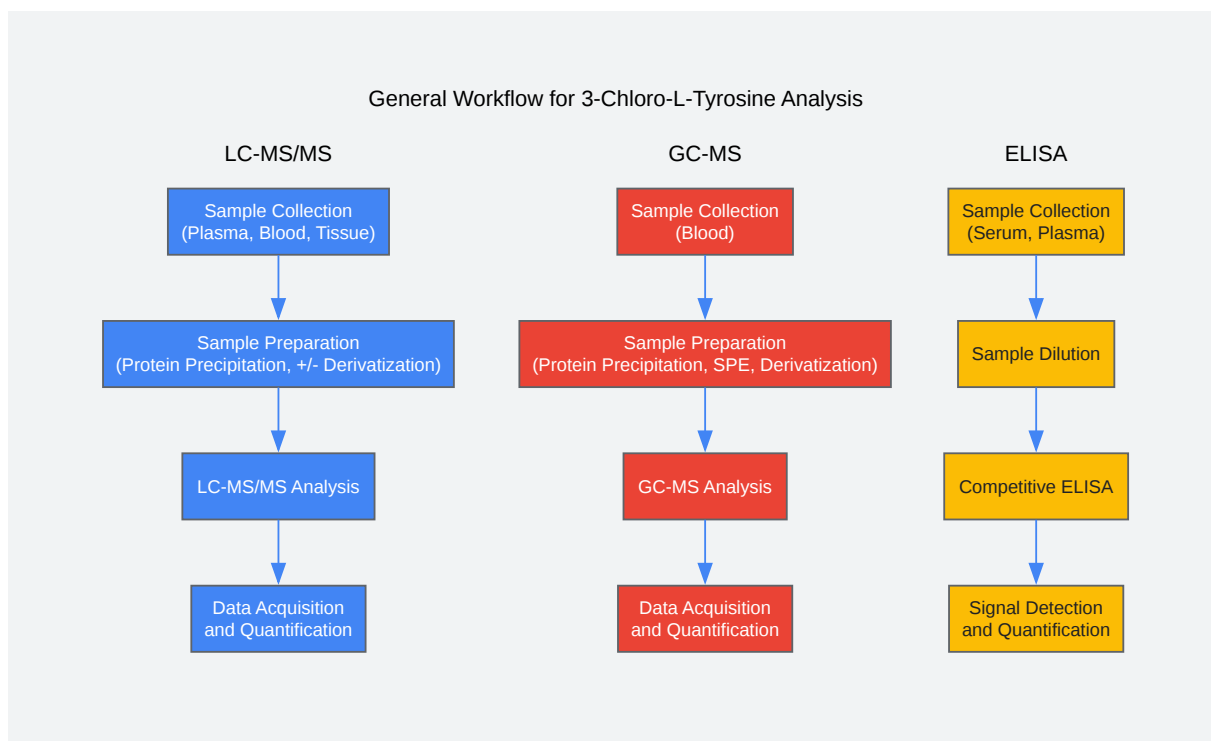 General Workflow for 3-Chloro-L-Tyrosine Analysis
LC-MS/MS
Sample Collection
(Plasma, Blood, Tissue)
Sample Preparation
(Protein Precipitation, +/- Derivatization)
LC-MS/MS Analysis
Data Acquisition
and Quantification
GC-MS
Sample Collection
(Blood)
Sample Preparation
(Protein Precipitation, SPE, Derivatization)
GC-MS Analysis
Data Acquisition
and Quantification
ELISA
Sample Collection
(Serum, Plasma)
Sample Dilution
Competitive ELISA
Signal Detection
and Quantification